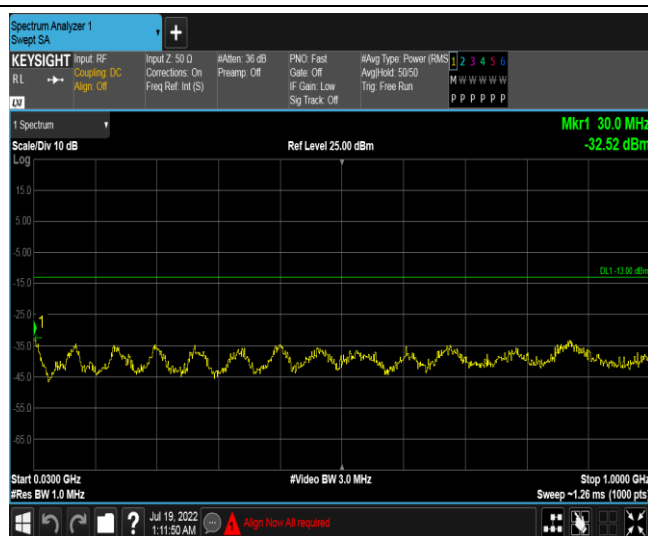 Spectrum Analyzer 1
Swept SA
+
KEYSIGHT
RL
LXI
Input: RF
Coupling: DC
Align: Off
Input Z: 50 Ω
Corrections: On
Freq Ref: Int (S)
#Atten: 36 dB
Preamp: Off
PNO: Fast
Gate: Off
IF Gain: Low
Sig Track: Off
#Avg Type: Power (RMS
Avg|Hold: 50/50
Trig: Free Run
1 2 3 4 5 6
M W W W W W
P P P P P P
1 Spectrum
Scale/Div 10 dB
Ref Level 25.00 dBm
Mkr1 30.0 MHz
-32.52 dBm
Log
15.0
5.00
-5.00
DL1 -13.00 dBm
-15.0
-25.0
1
-35.0
-45.0
-55.0
-65.0
Start 0.0300 GHz
#Video BW 3.0 MHz
Stop 1.0000 GHz
#Res BW 1.0 MHz
Sweep ~1.26 ms (1000 pts)
?
Jul 19, 2022
1:11:50 AM
Align Now All required